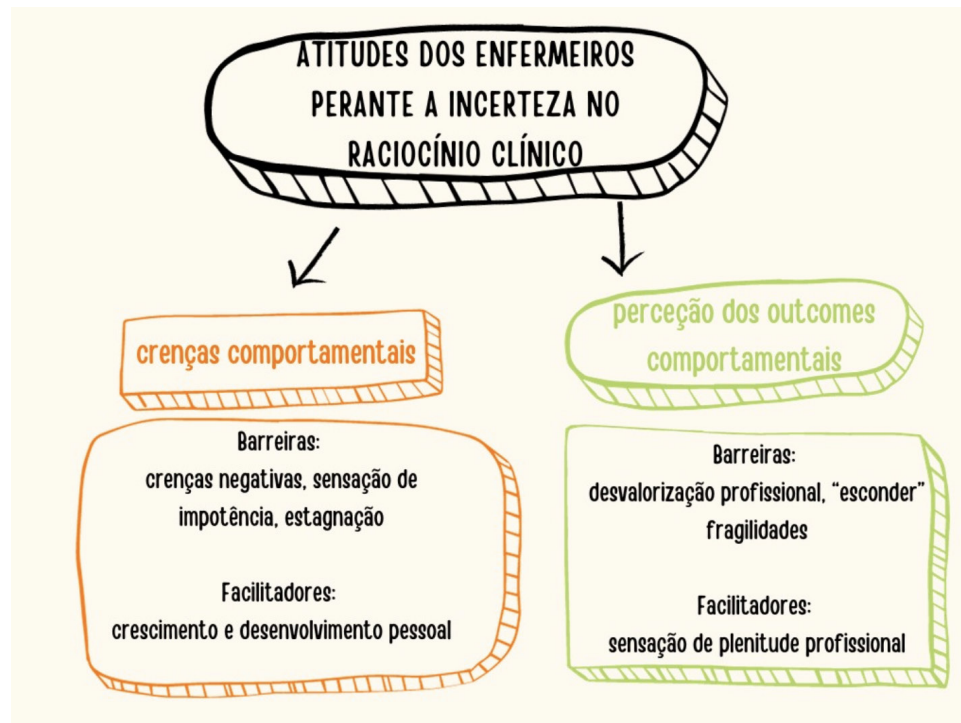 ATITUDES DOS ENFERMEIROS
PERANTE A INCERTEZA NO
RACIOCÍNIO CLÍNICO
crenças comportamentais
Barreiras:
crenças negativas, sensação de
impotência, estagnação
Facilitadores:
crescimento e desenvolvimento pessoal
perceção dos outcomes
comportamentais
Barreiras:
desvalorização profissional, “esconder”
fragilidades
Facilitadores:
sensação de plenitude profissional